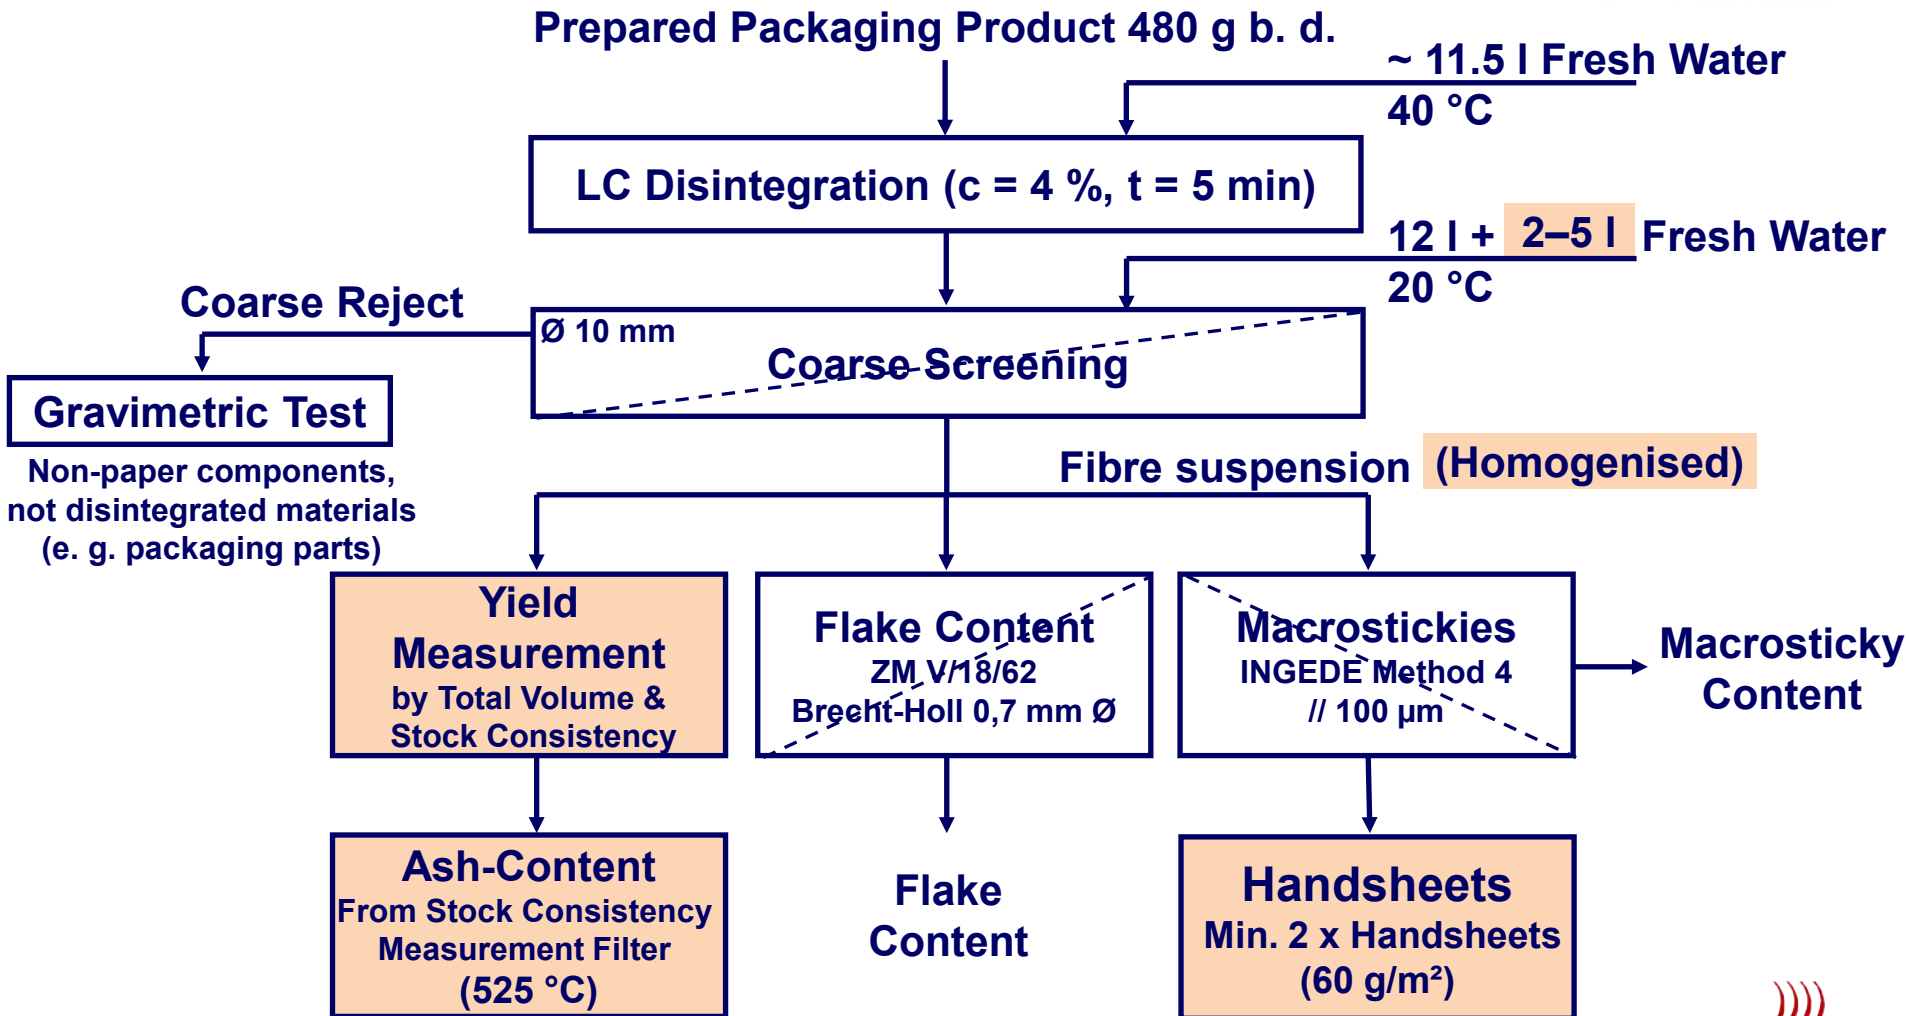 Prepared Packaging Product 480 g b. d.
~ 11.5 l Fresh Water
40 °C
LC Disintegration (c = 4 %, t = 5 min)
12 l + 2–5 l Fresh Water
20 °C
Coarse Reject
Ø 10 mm
Coarse Screening
Gravimetric Test
Non-paper components,
not disintegrated materials
(e. g. packaging parts)
Fibre suspension (Homogenised)
Yield
Measurement
by Total Volume &
Stock Consistency
Flake Content
ZM V/18/62
Brecht-Holl 0,7 mm Ø
Macrostickies
INGEDE Method 4
// 100 µm
Macrosticky
Content
Ash-Content
From Stock Consistency
Measurement Filter
(525 °C)
Flake
Content
Handsheets
Min. 2 x Handsheets
(60 g/m²)